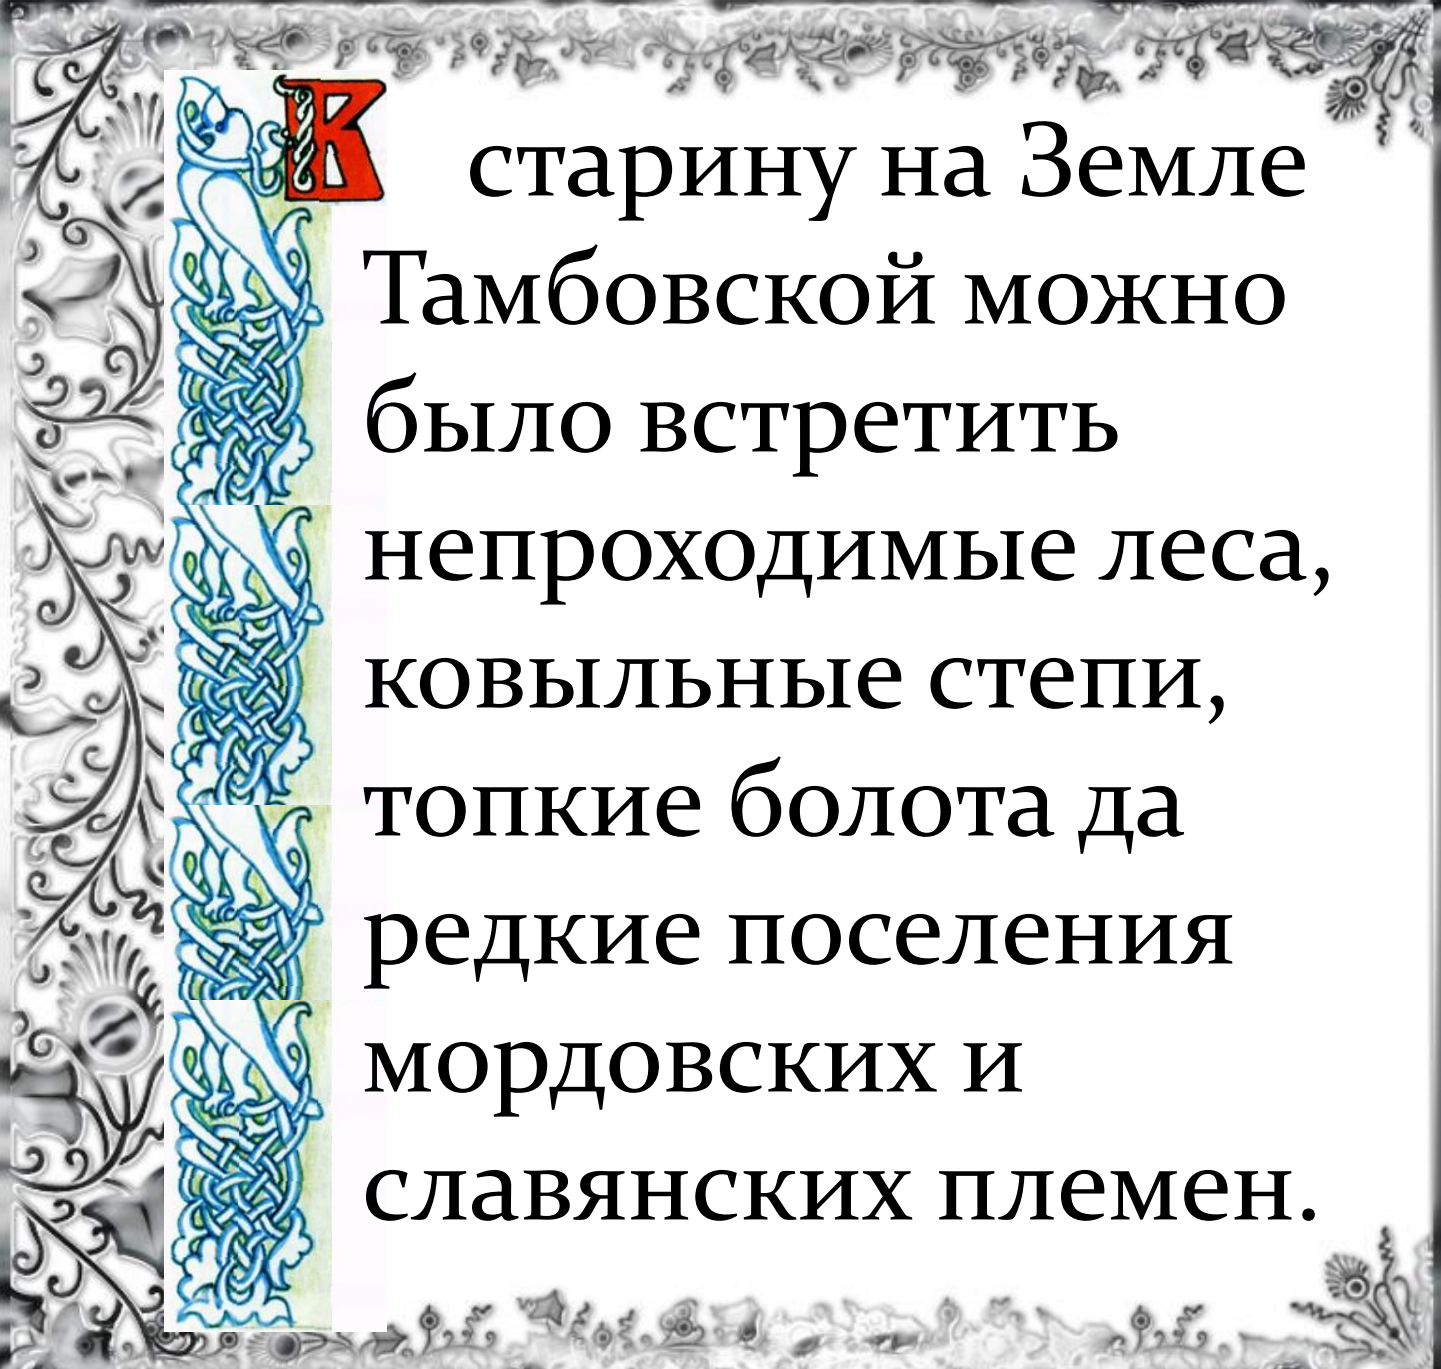 В старину на Земле
Тамбовской можно
было встретить
непроходимые леса,
ковыльные степи,
топкие болота да
редкие поселения
мордовских и
славянских племен.